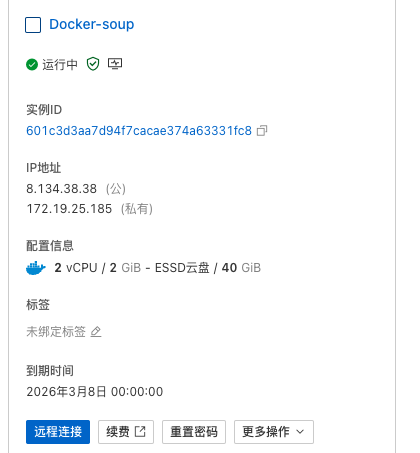 Docker-soup
运行中
实例ID
601c3d3aa7d94f7cacae374a63331fc8
IP地址
8.134.38.38 (公)
172.19.25.185 (私有)
配置信息
2 vCPU / 2 GiB - ESSD云盘 / 40 GiB
标签
未绑定标签
到期时间
2026年3月8日 00:00:00
远程连接 续费 重置密码 更多操作